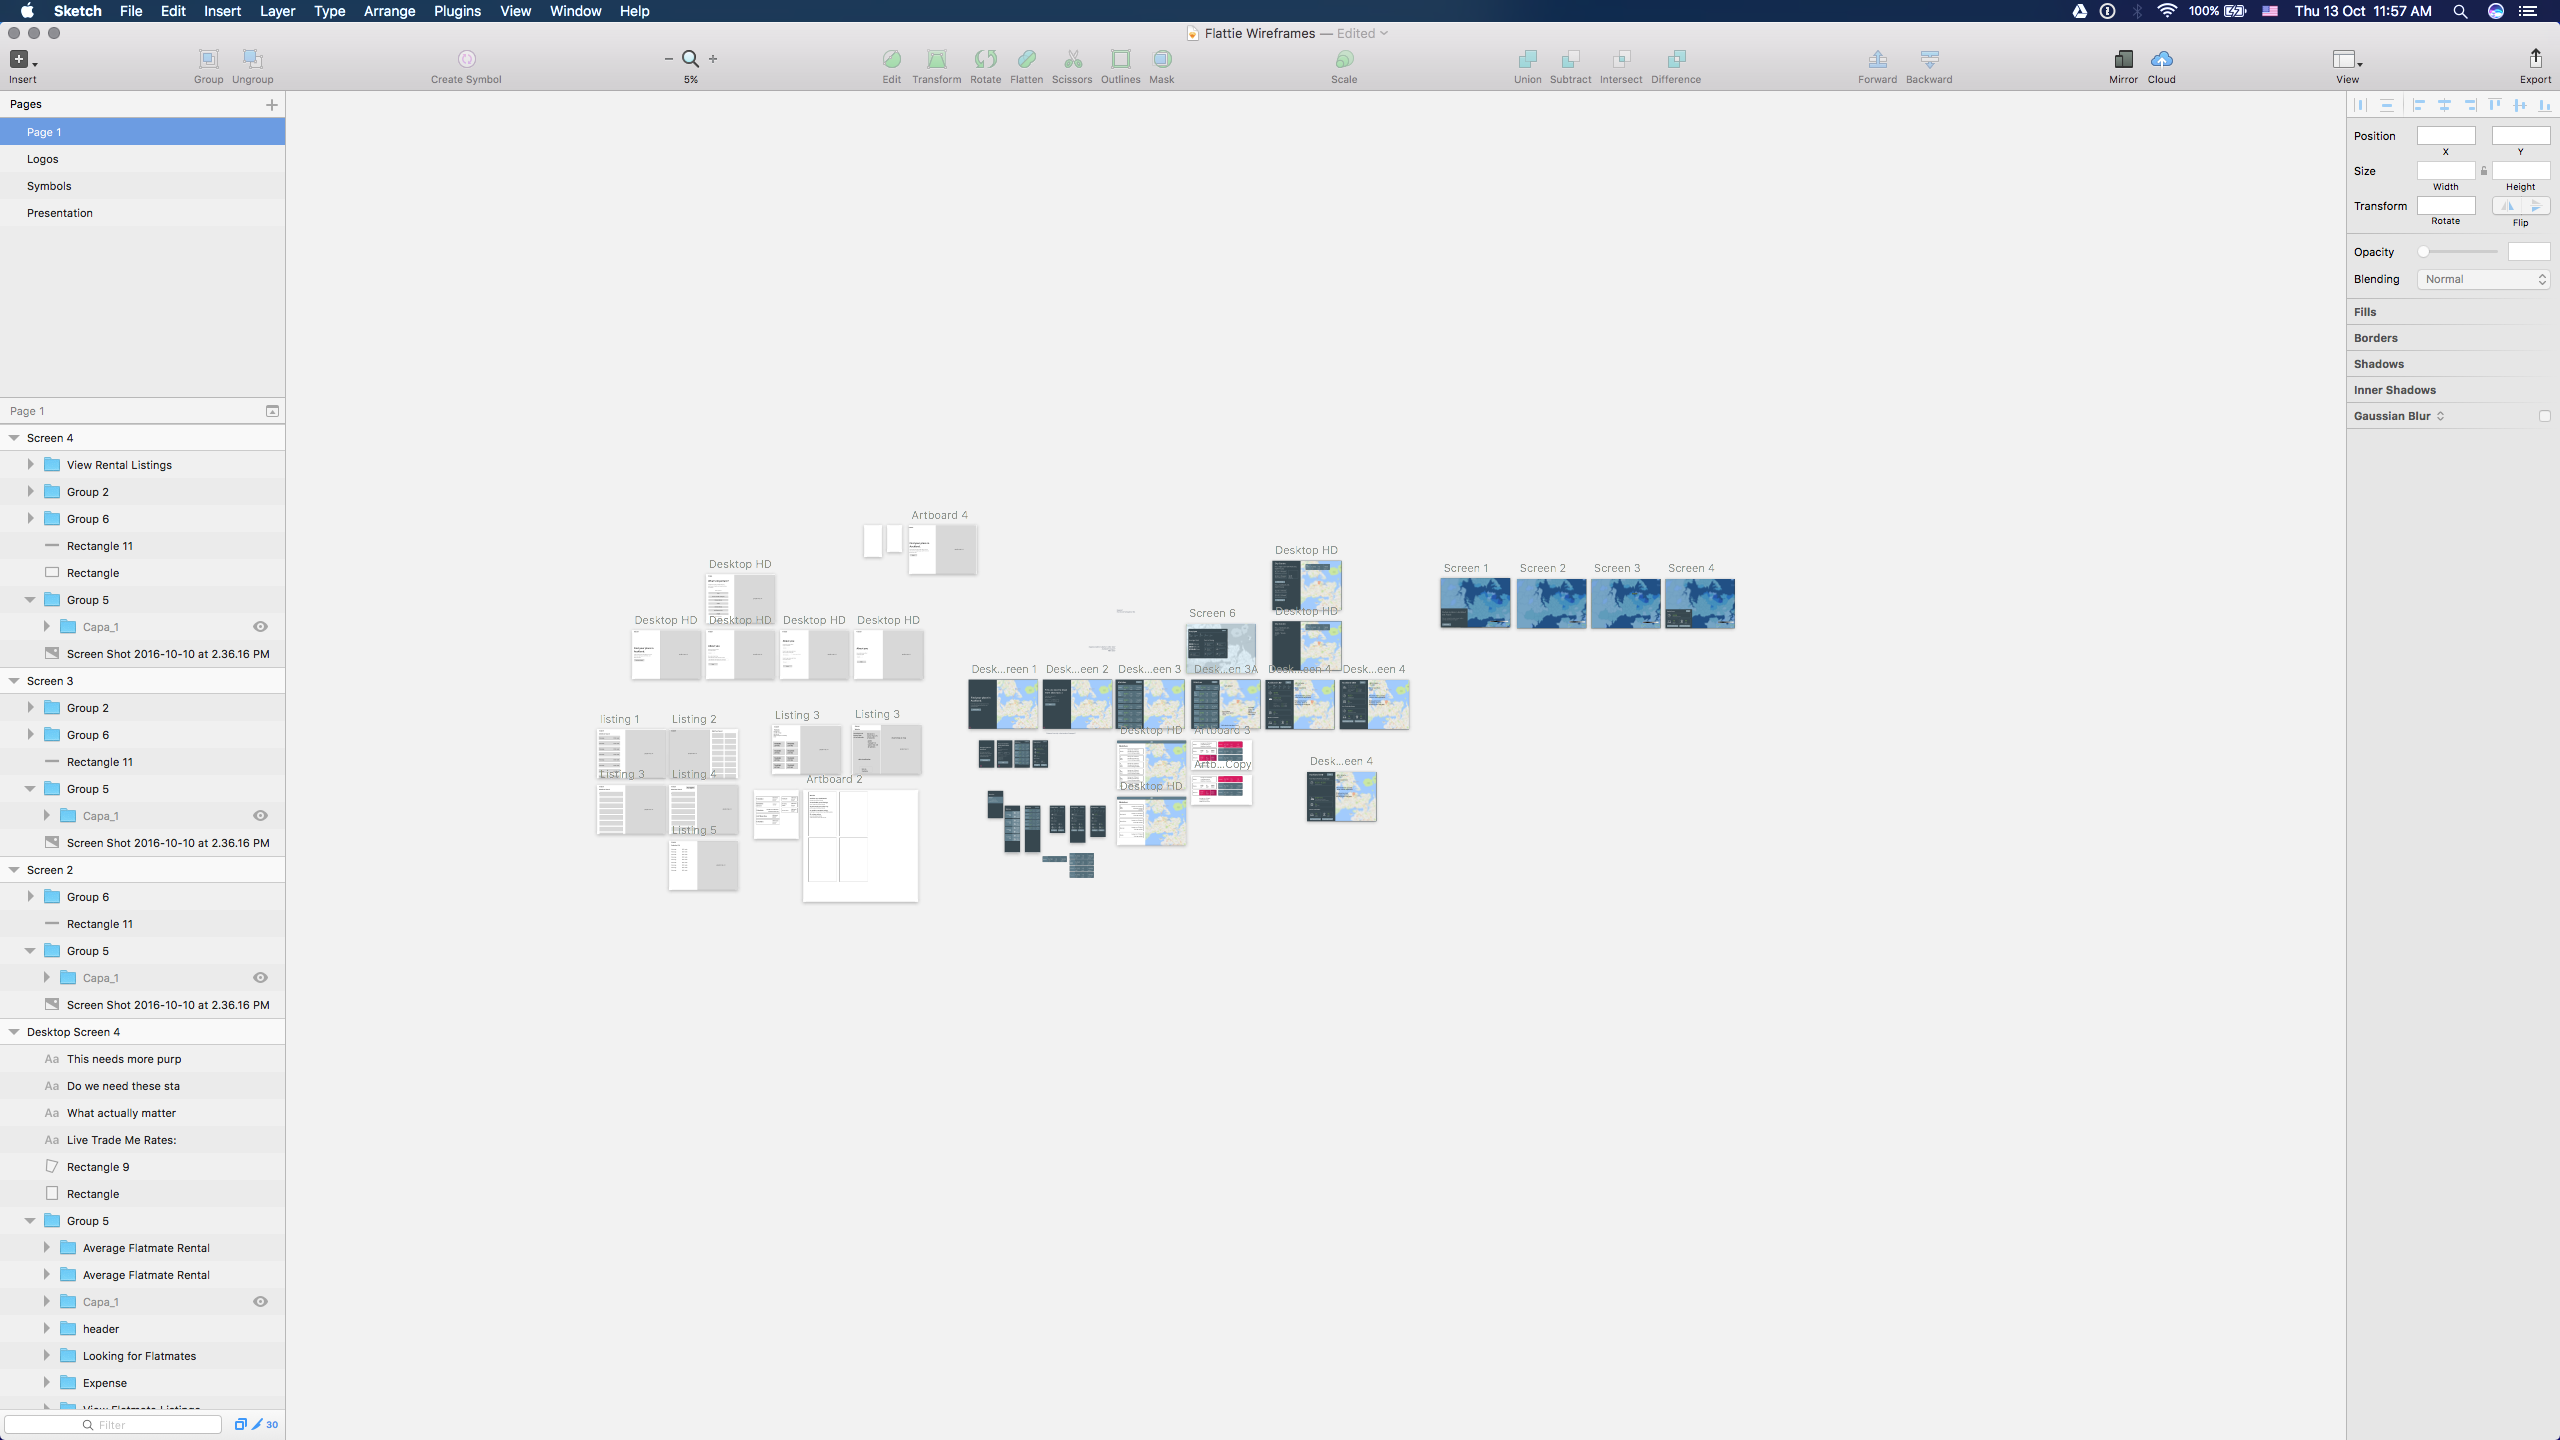 Sketch File Edit Insert Layer Type Arrange Plugins View Window Help
100% Thu 13 Oct 11:57 AM
Flattie Wireframes — Edited
Insert Group Ungroup Create Symbol 5% Edit Transform Rotate Flatten Scissors Outlines Mask Scale Union Subtract Intersect Difference Forward Backward Mirror Cloud View Export
Pages
Page 1
Logos
Symbols
Presentation
Page 1
Screen 4
View Rental Listings
Group 2
Group 6
Rectangle 11
Rectangle
Group 5
Capa_1
Screen Shot 2016-10-10 at 2.36.16 PM
Screen 3
Group 2
Group 6
Rectangle 11
Group 5
Capa_1
Screen Shot 2016-10-10 at 2.36.16 PM
Screen 2
Group 6
Rectangle 11
Group 5
Capa_1
Screen Shot 2016-10-10 at 2.36.16 PM
Desktop Screen 4
Aa This needs more purp
Aa Do we need these sta
Aa What actually matter
Aa Live Trade Me Rates:
Rectangle 9
Rectangle
Group 5
Average Flatmate Rental
Average Flatmate Rental
Capa_1
header
Looking for Flatmates
Expense
View Flatmate Listings
Filter 30
Artboard 4
Desktop HD
Desktop HD Desktop HD Desktop HD Desktop HD
listing 1 Listing 2 Listing 3 Listing 3
Listing 3 Listing 4 Artboard 2
Listing 5
Desktop HD
Screen 6 Desktop HD
Desk...reen 1 Desk...een 2 Desk...een 3 Desk...en 3A Desk...een 4 Desk...een 4
Desktop HD Artboard 3
Arto...Copy
Desktop HD
Desk...een 4
Screen 1 Screen 2 Screen 3 Screen 4
Position
X Y
Size
Width Height
Transform
Rotate Flip
Opacity
Blending Normal
Fills
Borders
Shadows
Inner Shadows
Gaussian Blur